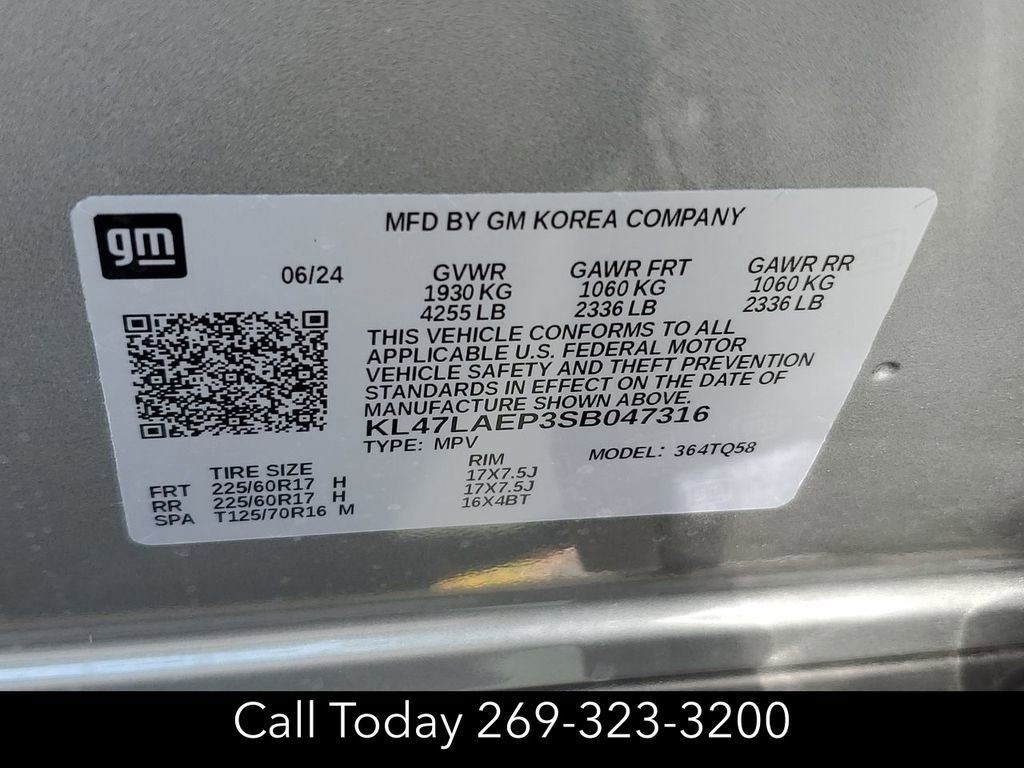 gm
MFD BY GM KOREA COMPANY
06/24
GVWR GAWR FRT GAWR RR
1930 KG 1060 KG 1060 KG
4255 LB 2336 LB 2336 LB
THIS VEHICLE CONFORMS TO ALL
APPLICABLE U.S. FEDERAL MOTOR
VEHICLE SAFETY AND THEFT PREVENTION
STANDARDS IN EFFECT ON THE DATE OF
MANUFACTURE SHOWN ABOVE.
KL47LAEP3SB047316
TYPE: MPV MODEL: 364TQ58
TIRE SIZE RIM
FRT 225/60R17 H 17X7.5J
RR 225/60R17 H 17X7.5J
SPA T125/70R16 M 16X4BT
Call Today 269-323-3200